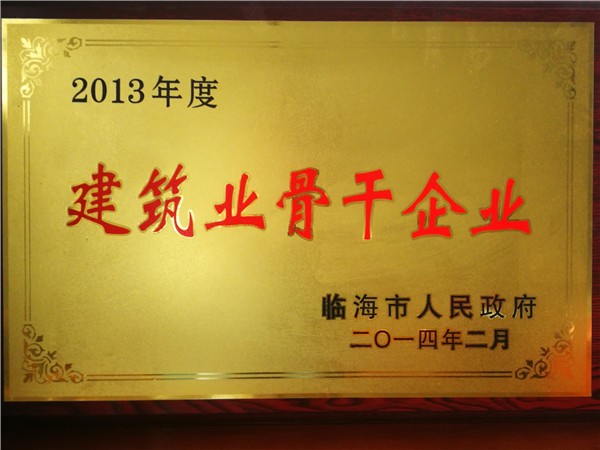 2013年度
建筑业骨干企业
临海市人民政府
二〇一四年二月